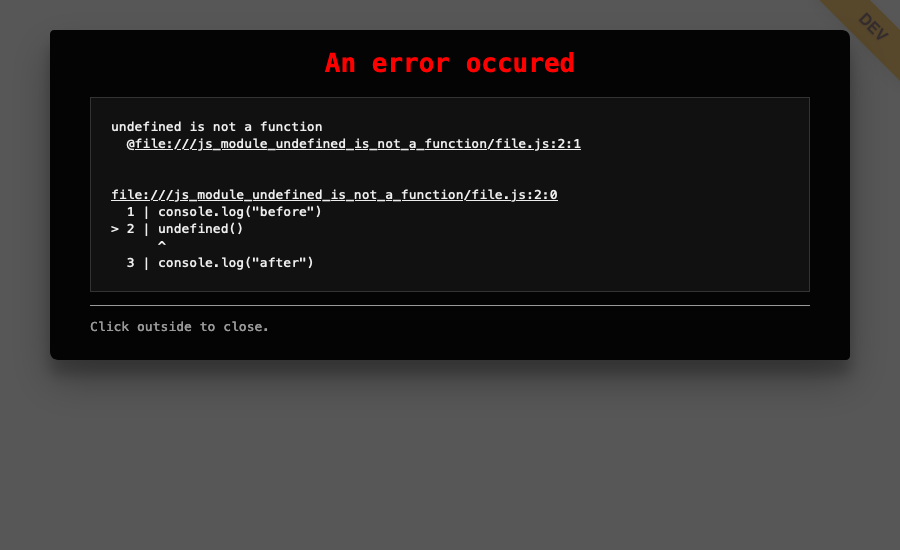 DEV
An error occured
undefined is not a function
@file:///js_module_undefined_is_not_a_function/file.js:2:1
file:///js_module_undefined_is_not_a_function/file.js:2:0
1 | console.log("before")
> 2 | undefined()
^
3 | console.log("after")
Click outside to close.